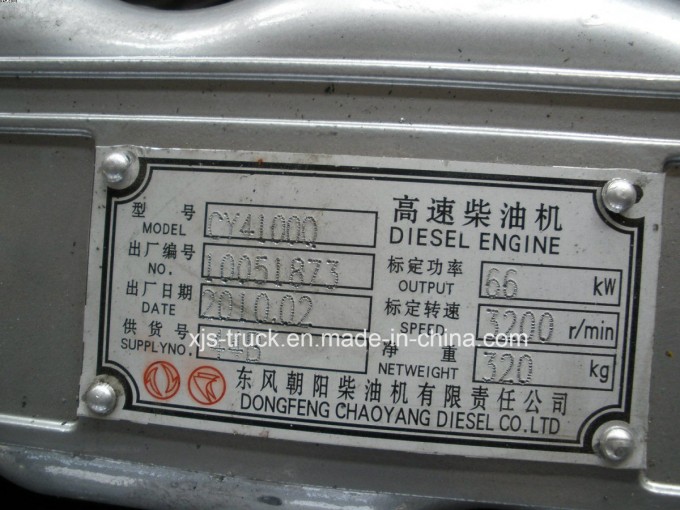 高速柴油机
DIESEL ENGINE
型 号
MODEL CY4100Q
出厂编号
NO. 10051873
出厂日期
DATE 2010.02
供货号
SUPPLYNO.
标定功率
OUTPUT 66 kW
标定转速
SPEED 3200 r/min
净 重
NETWEIGHT 320 kg
xjs-truck.en.made-in-china.com
东风朝阳柴油机有限责任公司
DONGFENG CHAOYANG DIESEL CO.LTD